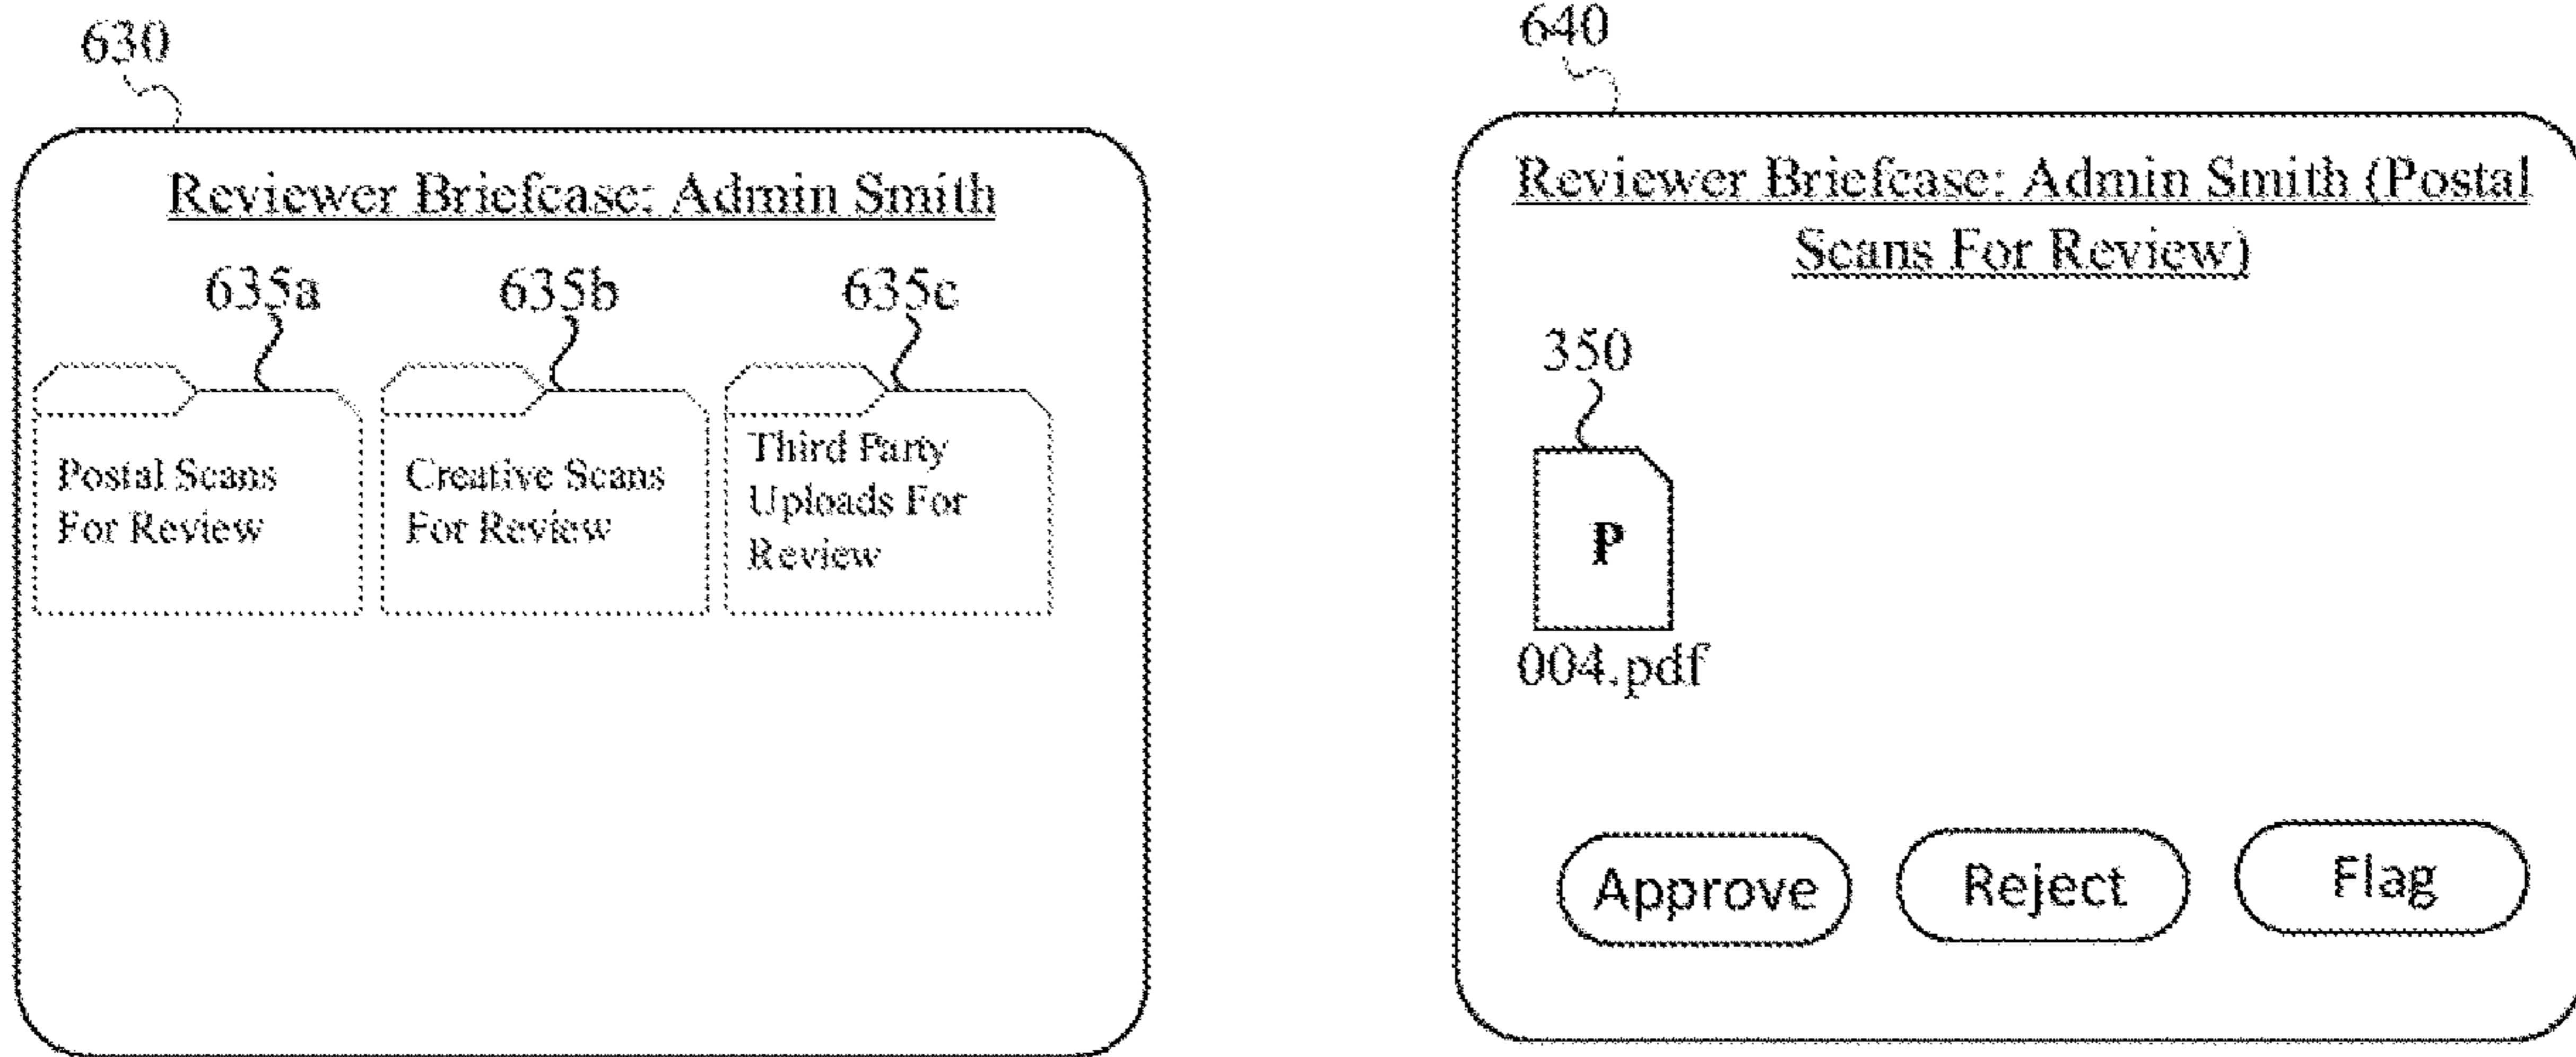 630
Reviewer Briefcase: Admin Smith
635a 635b 635c
Postal Scans
For Review
Creative Scans
For Review
Third Party
Uploads For
Review
640
Reviewer Briefcase: Admin Smith (Postal
Scans For Review)
350
P
004.pdf
Approve Reject Flag